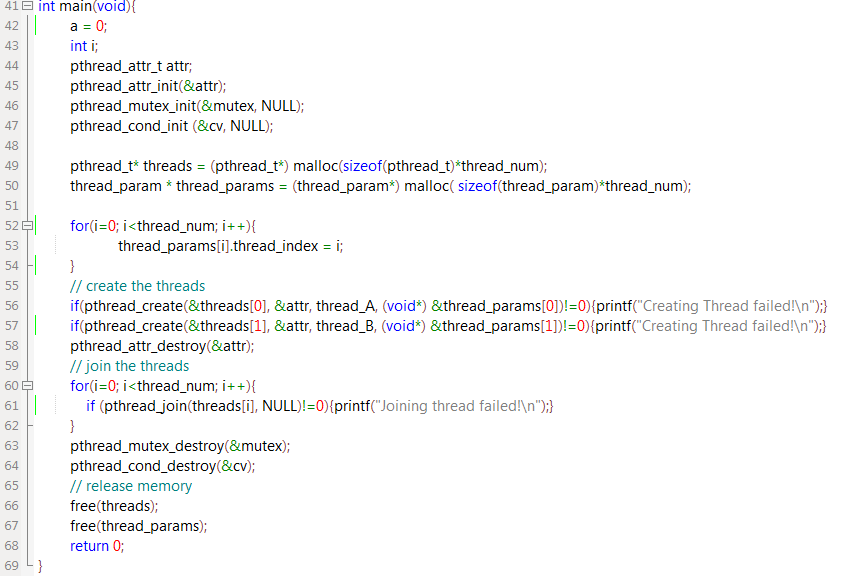 41 int main(void){
42 a = 0;
43 int i;
44 pthread_attr_t attr;
45 pthread_attr_init(&attr);
46 pthread_mutex_init(&mutex, NULL);
47 pthread_cond_init (&cv, NULL);
48
49 pthread_t* threads = (pthread_t*) malloc(sizeof(pthread_t)*thread_num);
50 thread_param * thread_params = (thread_param*) malloc( sizeof(thread_param)*thread_num);
51
52 for(i=0; i<thread_num; i++){
53 thread_params[i].thread_index = i;
54 }
55 // create the threads
56 if(pthread_create(&threads[0], &attr, thread_A, (void*) &thread_params[0])!=0){printf("Creating Thread failed!\n");}
57 if(pthread_create(&threads[1], &attr, thread_B, (void*) &thread_params[1])!=0){printf("Creating Thread failed!\n");}
58 pthread_attr_destroy(&attr);
59 // join the threads
60 for(i=0; i<thread_num; i++){
61 if (pthread_join(threads[i], NULL)!=0){printf("Joining thread failed!\n");}
62 }
63 pthread_mutex_destroy(&mutex);
64 pthread_cond_destroy(&cv);
65 // release memory
66 free(threads);
67 free(thread_params);
68 return 0;
69 }